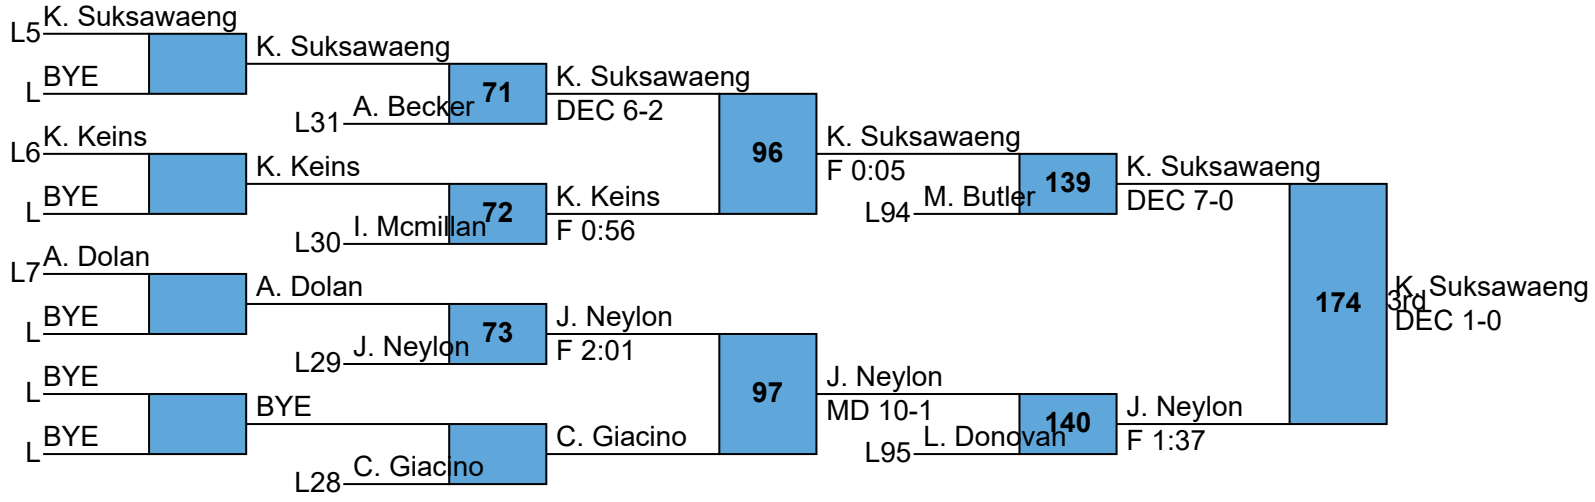 K. Suksawaeng
L5
BYE
L
K. Suksawaeng
71
A. Becker
L31
K. Suksawaeng
DEC 6-2
K. Keins
L6
BYE
L
K. Keins
72
I. Mcmillan
L30
K. Keins
F 0:56
96
K. Suksawaeng
F 0:05
139
M. Butler
L94
K. Suksawaeng
DEC 7-0
A. Dolan
L7
BYE
L
A. Dolan
73
J. Neylon
L29
J. Neylon
F 2:01
BYE
L
BYE
L
BYE
C. Giacino
L28
C. Giacino
97
J. Neylon
MD 10-1
140
L. Donovan
L95
J. Neylon
F 1:37
174
3rd
K. Suksawaeng
DEC 1-0